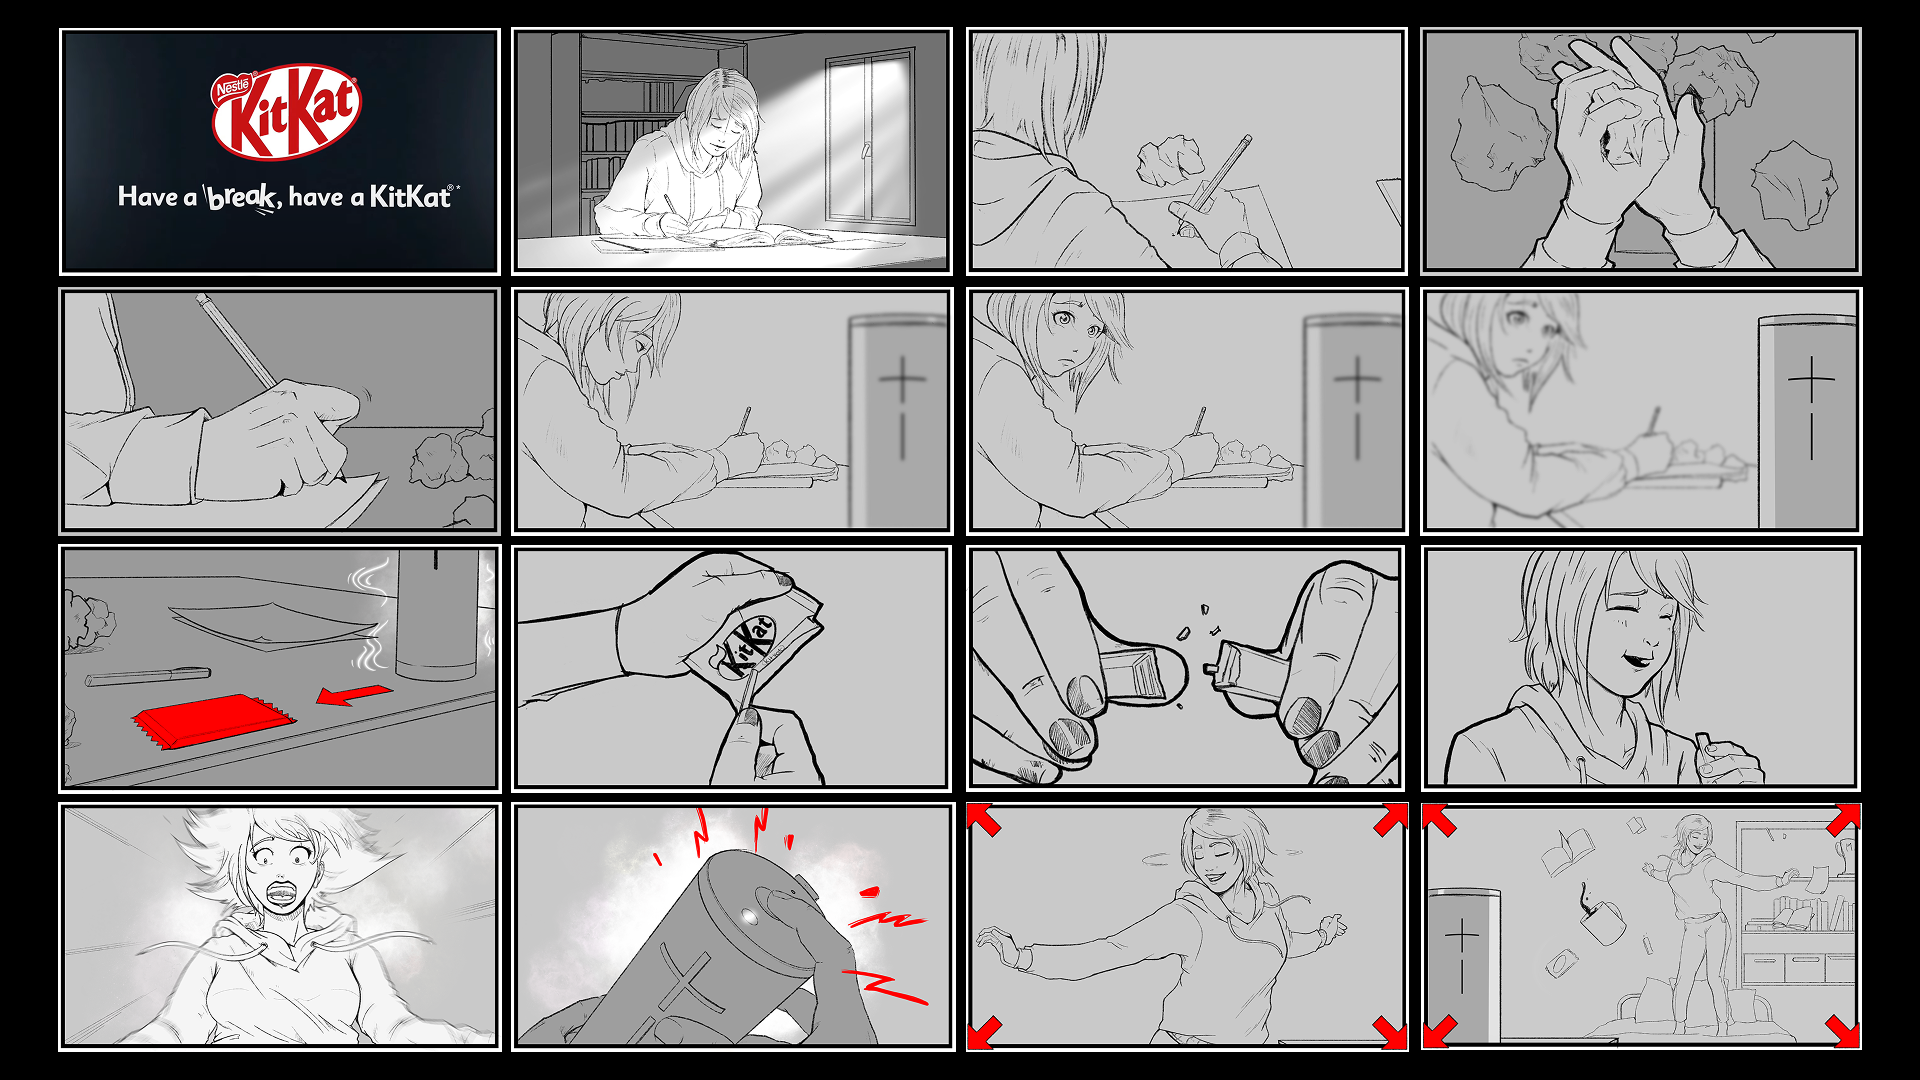 Nestlé
KitKat
Have a break, have a KitKat®*
KitKat